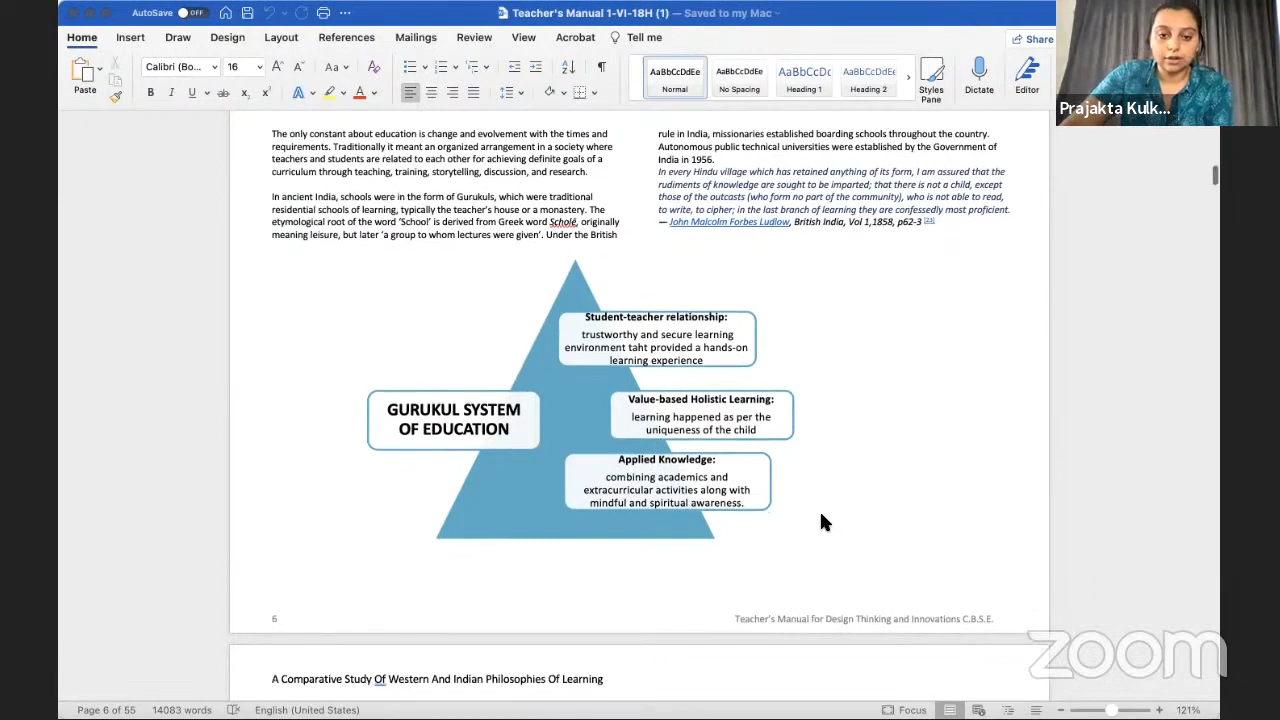 AutoSave OFF
Teacher's Manual 1-VI-18H (1) — Saved to my Mac
Home Insert Draw Design Layout References Mailings Review View Acrobat Tell me
Share
Paste
Calibri (Bo... 16
AaBbCcDdEe AaBbCcDdEe AaBbCcDc AaBbCcDdEe
Normal No Spacing Heading 1 Heading 2
Styles Pane
Dictate
Editor
Prajakta Kulk...
The only constant about education is change and evolvement with the times and
requirements. Traditionally it meant an organized arrangement in a society where
teachers and students are related to each other for achieving definite goals of a
curriculum through teaching, training, storytelling, discussion, and research.
In ancient India, schools were in the form of Gurukuls, which were traditional
residential schools of learning, typically the teacher's house or a monastery. The
etymological root of the word 'School' is derived from Greek word Scholé, originally
meaning leisure, but later 'a group to whom lectures were given'. Under the British
rule in India, missionaries established boarding schools throughout the country.
Autonomous public technical universities were established by the Government of
India in 1956.
In every Hindu village which has retained anything of its form, I am assured that the
rudiments of knowledge are sought to be imparted; that there is not a child, except
those of the outcasts (who form no part of the community), who is not able to read,
to write, to cipher; in the last branch of learning they are confessedly most proficient.
— John Malcolm Forbes Ludlow, British India, Vol 1,1858, p62-3 [23]
Student-teacher relationship:
trustworthy and secure learning
environment taht provided a hands-on
learning experience
GURUKUL SYSTEM
OF EDUCATION
Value-based Holistic Learning:
learning happened as per the
uniqueness of the child
Applied Knowledge:
combining academics and
extracurricular activities along with
mindful and spiritual awareness.
6
Teacher's Manual for Design Thinking and Innovations C.B.S.E.
zoom
A Comparative Study Of Western And Indian Philosophies Of Learning
Page 6 of 55 14083 words English (United States) Focus 121%